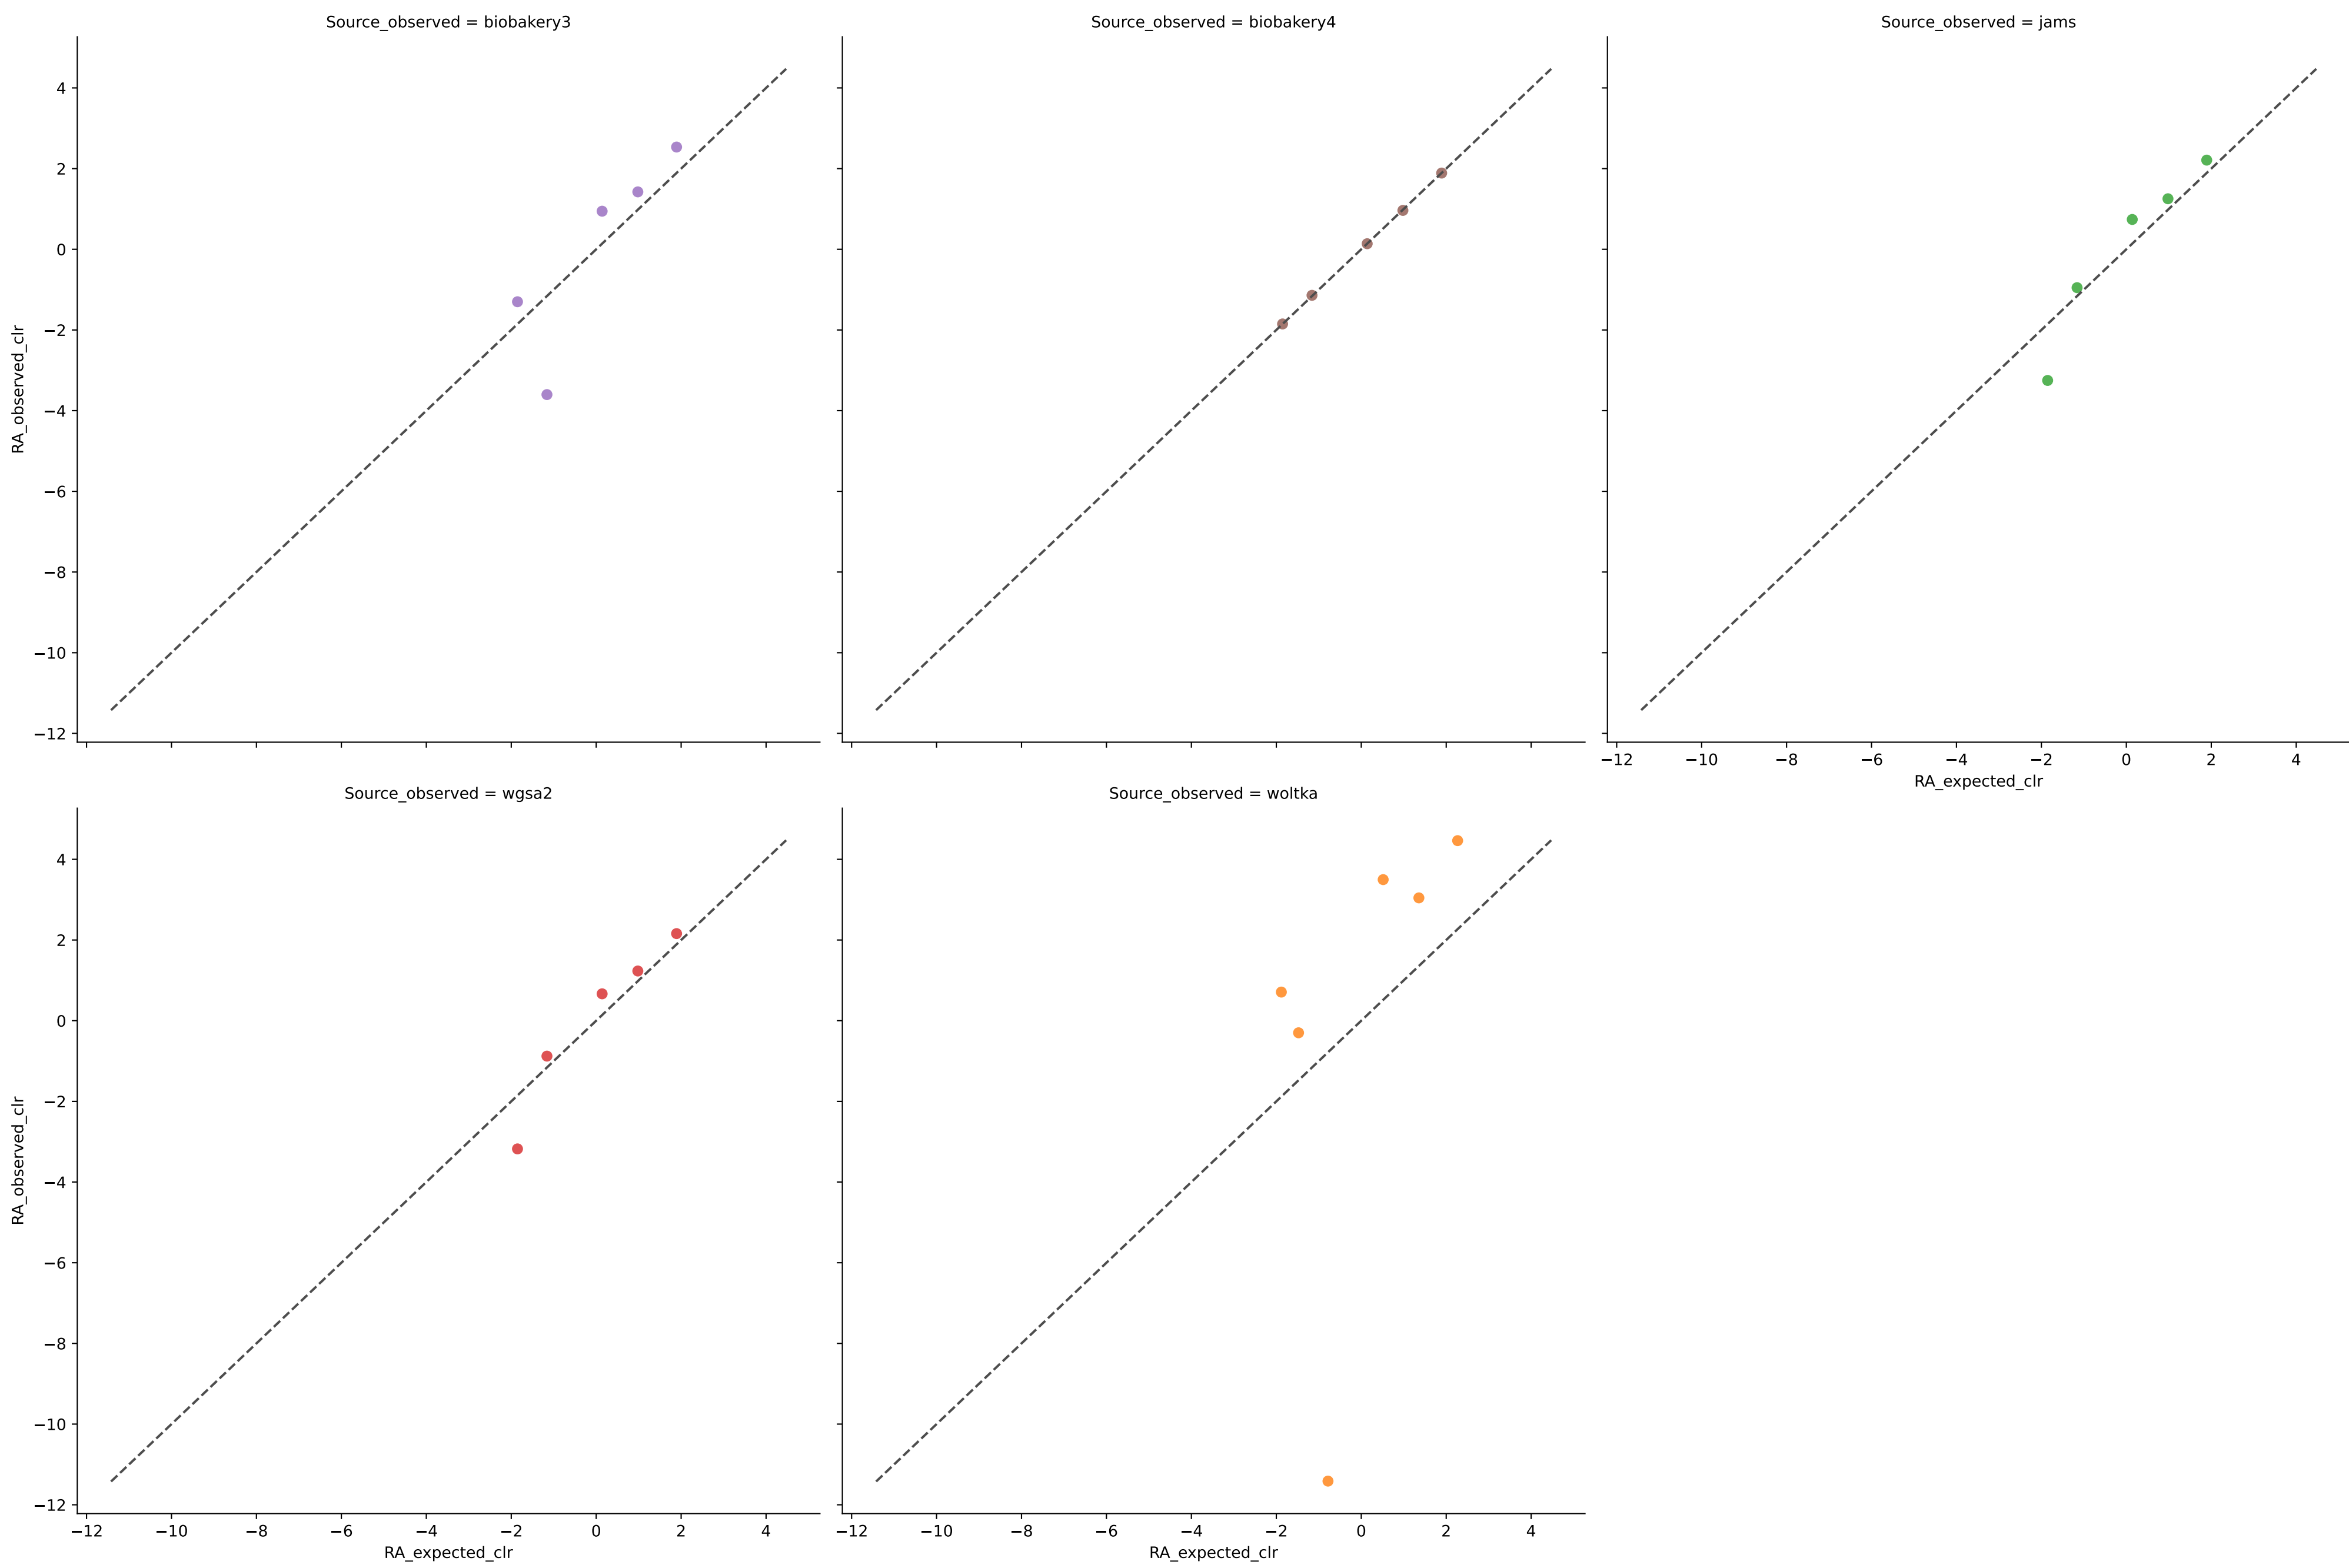 Source_observed = biobakery3
Source_observed = biobakery4
Source_observed = jams
4
2
0
−2
−4
−6
−8
−10
−12
RA_observed_clr
−12 −10 −8 −6 −4 −2 0 2 4
RA_expected_clr
Source_observed = wgsa2
Source_observed = woltka
4
2
0
−2
−4
−6
−8
−10
−12
RA_observed_clr
−12 −10 −8 −6 −4 −2 0 2 4
−12 −10 −8 −6 −4 −2 0 2 4
RA_expected_clr
RA_expected_clr